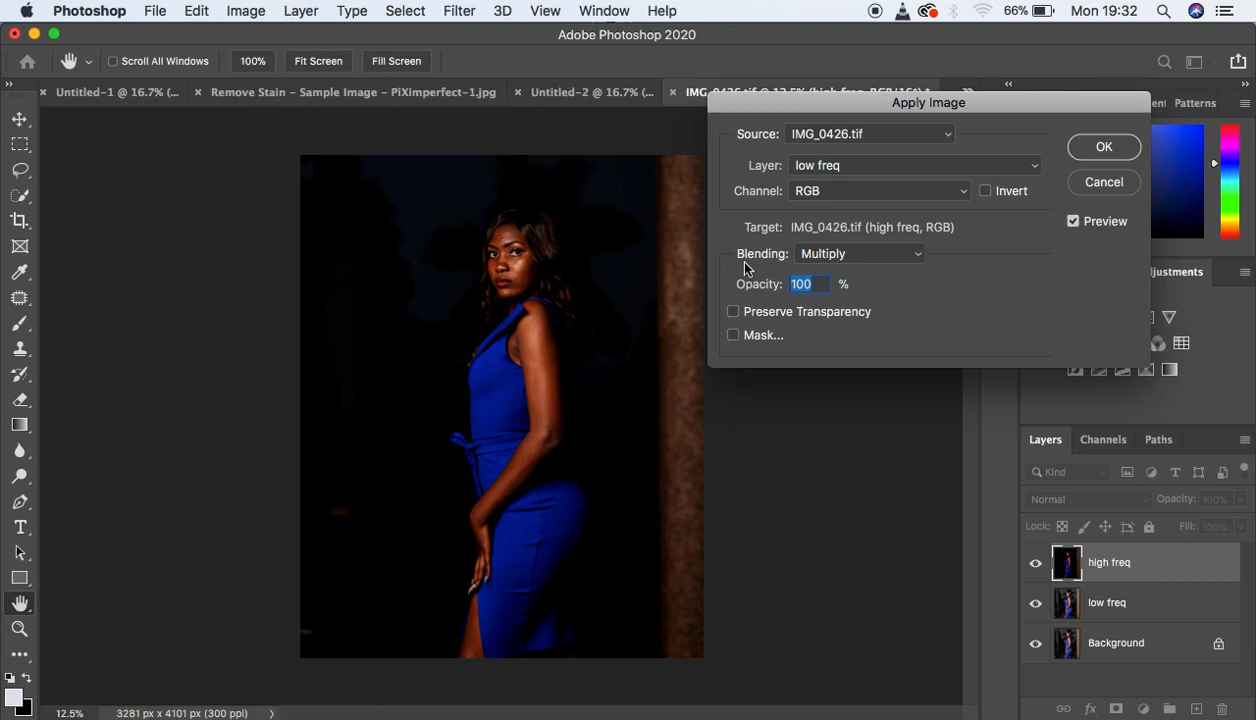 Photoshop File Edit Image Layer Type Select Filter 3D View Window Help 66% Mon 19:32
Adobe Photoshop 2020
Scroll All Windows 100% Fit Screen Fill Screen
Untitled-1 @ 16.7% (... Remove Stain – Sample Image – PiXimperfect-1.jpg Untitled-2 @ 16.7% (... IMG_0426.tif @ 12.5% (high freq, RGB/16*) *
Patterns
Apply Image
Source: IMG_0426.tif
OK
Layer: low freq
Channel: RGB Invert
Cancel
Preview
Target: IMG_0426.tif (high freq, RGB)
Blending: Multiply
Opacity: 100 %
Preserve Transparency
Mask...
djustments
Layers Channels Paths
Kind
Normal Opacity: 100%
Lock: Fill: 100%
high freq
low freq
Background
12.5% 3281 px x 4101 px (300 ppi)